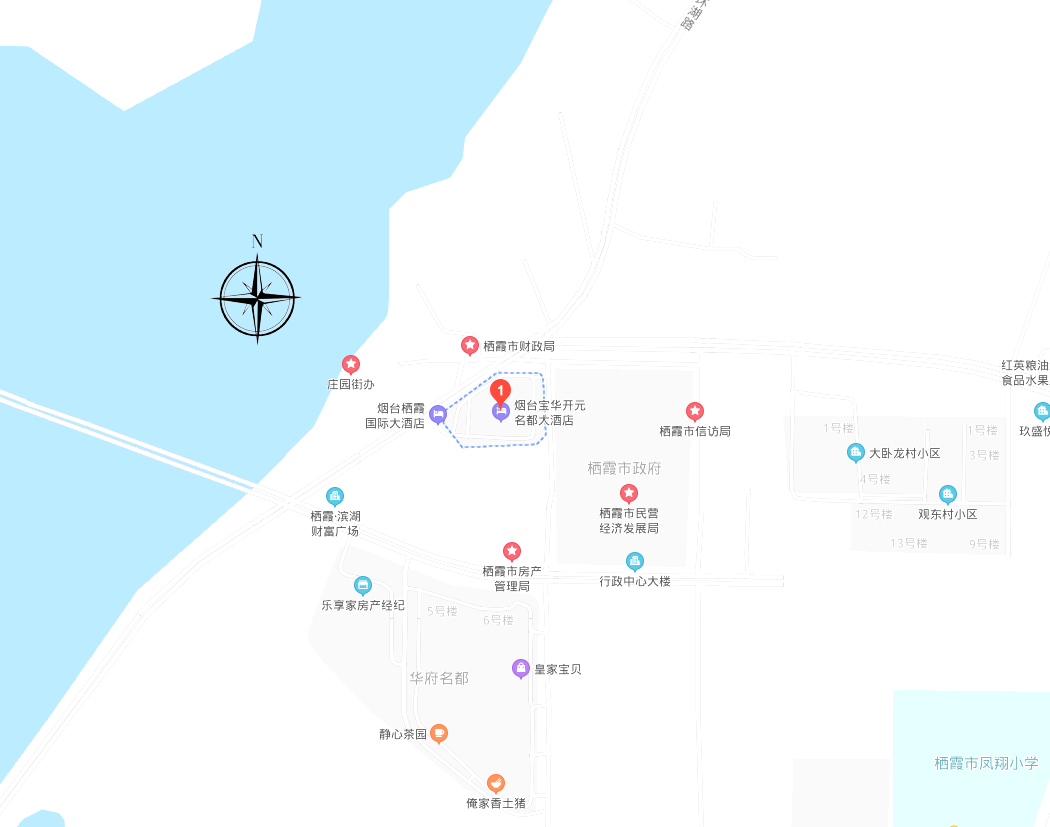 环湖路
N
栖霞市财政局
庄园街办
1
烟台栖霞
国际大酒店
烟台宝华开元
名都大酒店
栖霞市信访局
红英粮油
食品水果
玖盛悦
1号楼
1号楼
大卧龙村小区
3号楼
4号楼
栖霞市政府
栖霞·滨湖
财富广场
栖霞市民营
经济发展局
12号楼
观东村小区
13号楼
9号楼
栖霞市房产
管理局
行政中心大楼
乐享家房产经纪
5号楼
6号楼
华府名都
皇家宝贝
静心茶园
俺家香土猪
栖霞市凤翔小学